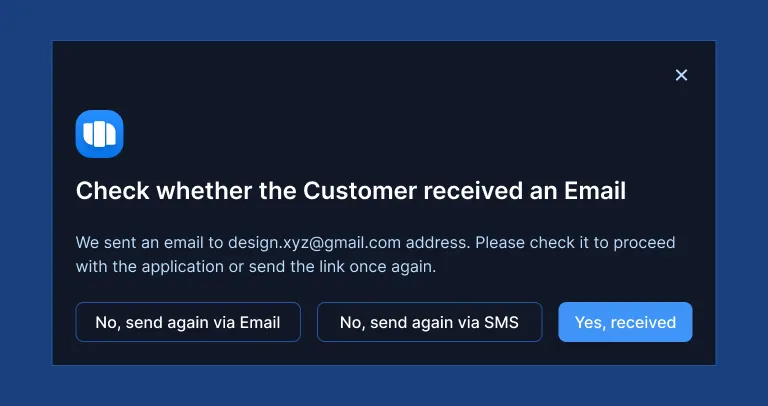 Check whether the Customer received an Email
We sent an email to design.xyz@gmail.com address. Please check it to proceed
with the application or send the link once again.
No, send again via Email
No, send again via SMS
Yes, received